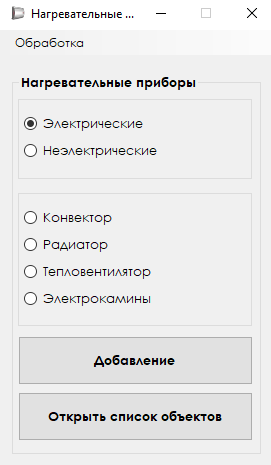 Нагревательные ...
Обработка
Нагревательные приборы
Электрические
Неэлектрические
Конвектор
Радиатор
Тепловентилятор
Электрокамины
Добавление
Открыть список объектов